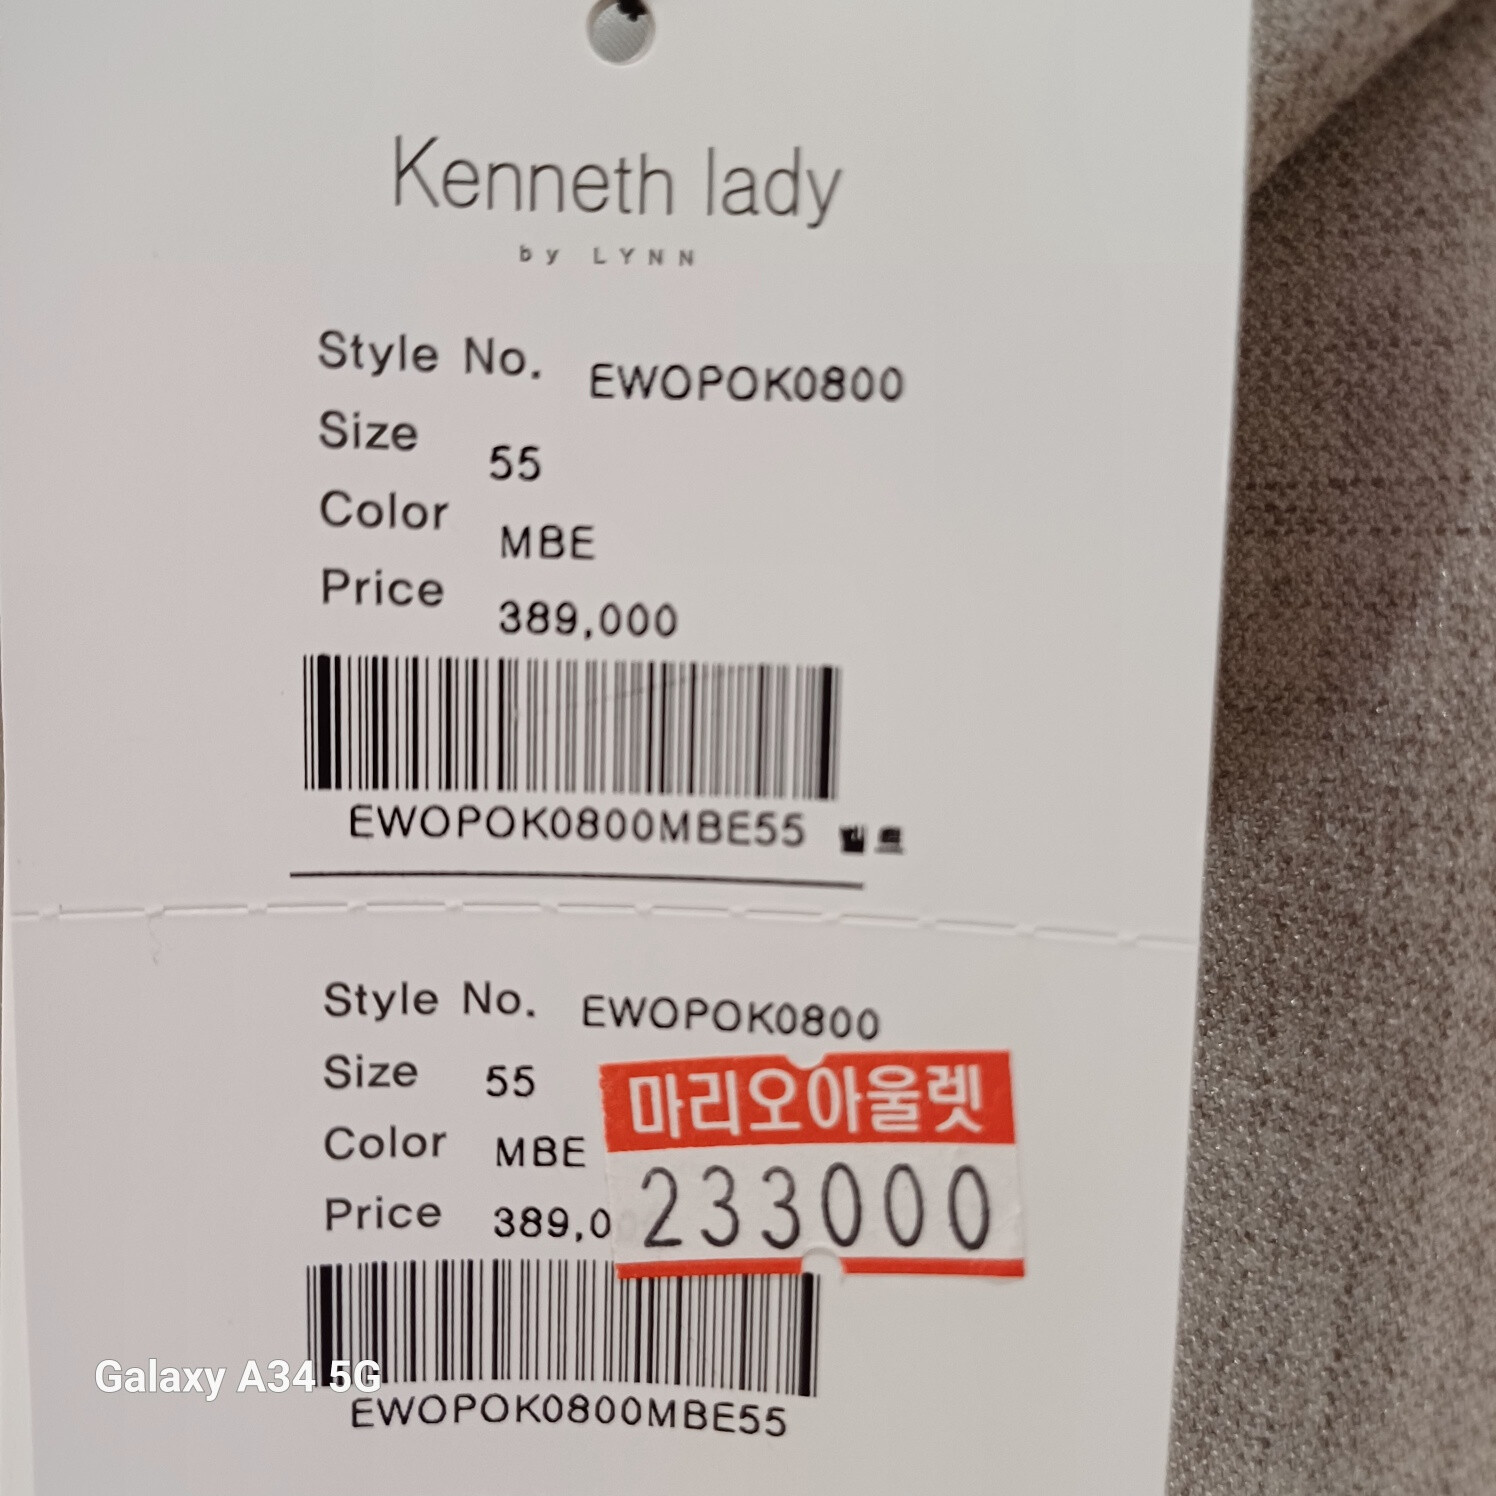 Kenneth lady
by LYNN
Style No. EWOPOK0800
Size 55
Color MBE
Price 389,000
EWOPOK0800MBE55 벨트
Style No. EWOPOK0800
Size 55
마리오아울렛
Color MBE
Price 389,0
233000
EWOPOK0800MBE55
Galaxy A34 5G